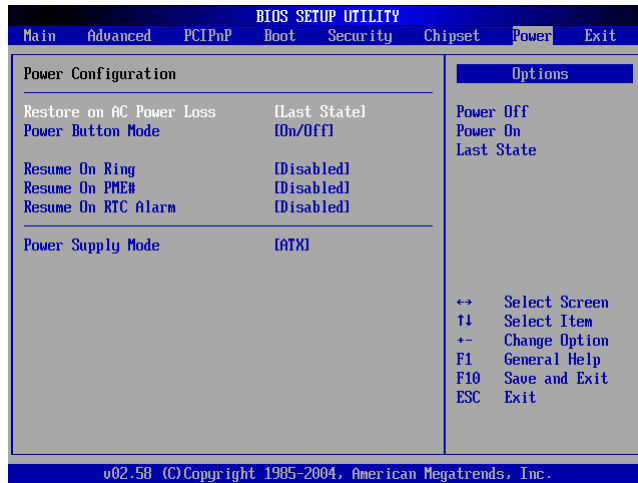 BIOS SETUP UTILITY
Main Advanced PCIPnP Boot Security Chipset Power Exit
Power Configuration
Restore on AC Power Loss [Last State]
Power Button Mode [On/Off]
Resume On Ring [Disabled]
Resume On PME# [Disabled]
Resume On RTC Alarm [Disabled]
Power Supply Mode [ATX]
Options
Power Off
Power On
Last State
↔ Select Screen
↑↓ Select Item
+- Change Option
F1 General Help
F10 Save and Exit
ESC Exit
v02.58 (C)Copyright 1985-2004, American Megatrends, Inc.